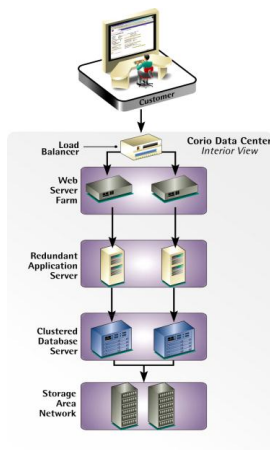 Customer
Load
Balancer
Corio Data Center
Interior View
Web
Server
Farm
Redundant
Application
Server
Clustered
Database
Server
Storage
Area
Network